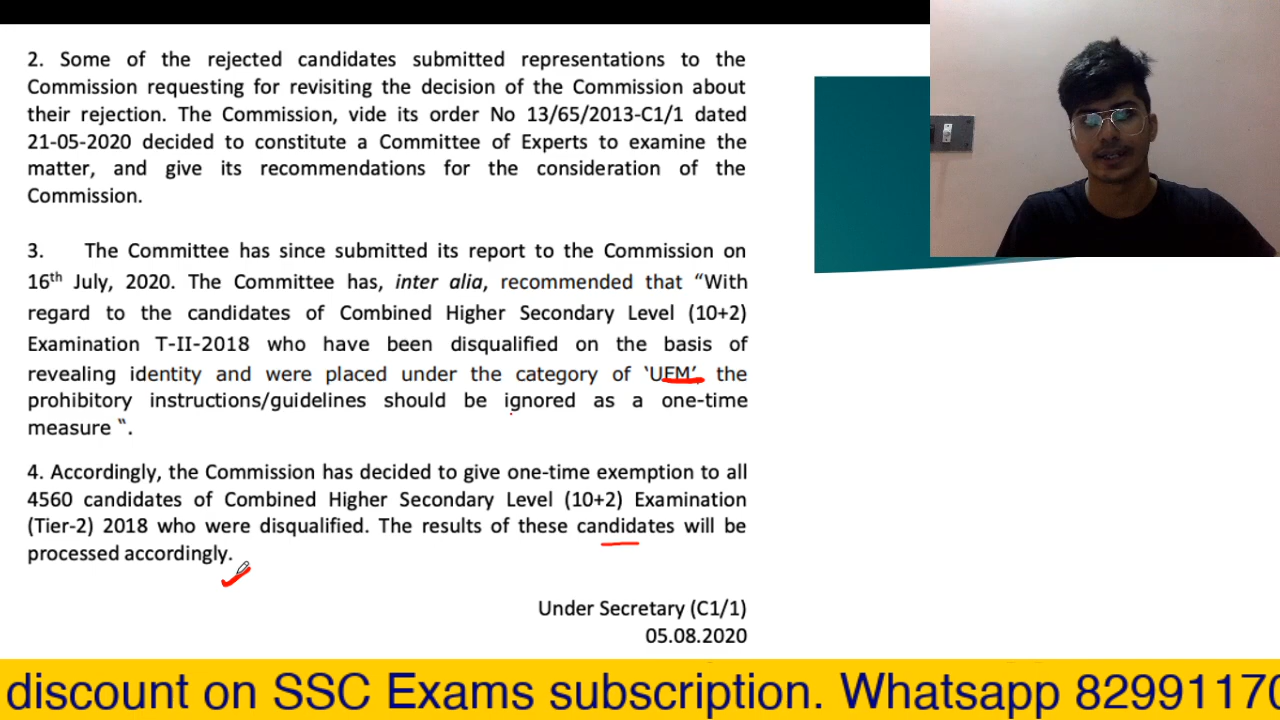 2. Some of the rejected candidates submitted representations to the
Commission requesting for revisiting the decision of the Commission about
their rejection. The Commission, vide its order No 13/65/2013-C1/1 dated
21-05-2020 decided to constitute a Committee of Experts to examine the
matter, and give its recommendations for the consideration of the
Commission.
3. The Committee has since submitted its report to the Commission on
16th July, 2020. The Committee has, inter alia, recommended that “With
regard to the candidates of Combined Higher Secondary Level (10+2)
Examination T-II-2018 who have been disqualified on the basis of
revealing identity and were placed under the category of ‘UFM’, the
prohibitory instructions/guidelines should be ignored as a one-time
measure “.
4. Accordingly, the Commission has decided to give one-time exemption to all
4560 candidates of Combined Higher Secondary Level (10+2) Examination
(Tier-2) 2018 who were disqualified. The results of these candidates will be
processed accordingly.
Under Secretary (C1/1)
05.08.2020
discount on SSC Exams subscription. Whatsapp 8299117